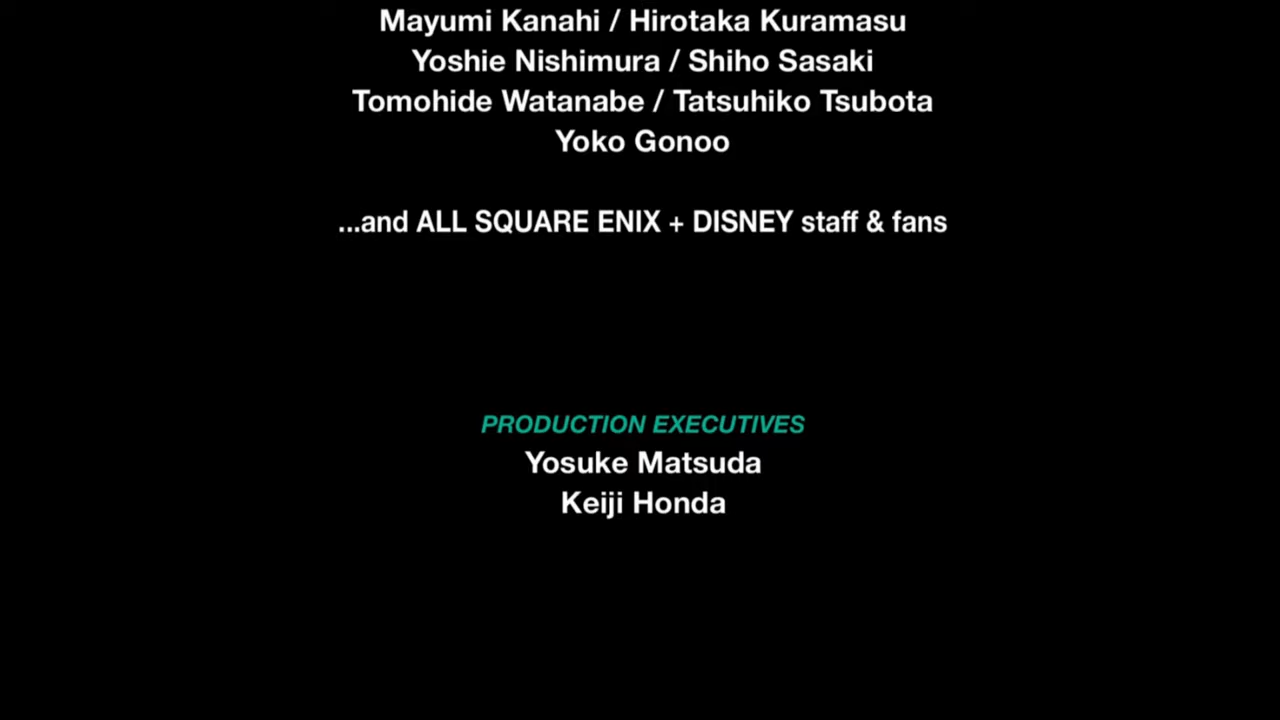 Mayumi Kanahi / Hirotaka Kuramasu
Yoshie Nishimura / Shiho Sasaki
Tomohide Watanabe / Tatsuhiko Tsubota
Yoko Gonoo
...and ALL SQUARE ENIX + DISNEY staff & fans
PRODUCTION EXECUTIVES
Yosuke Matsuda
Keiji Honda